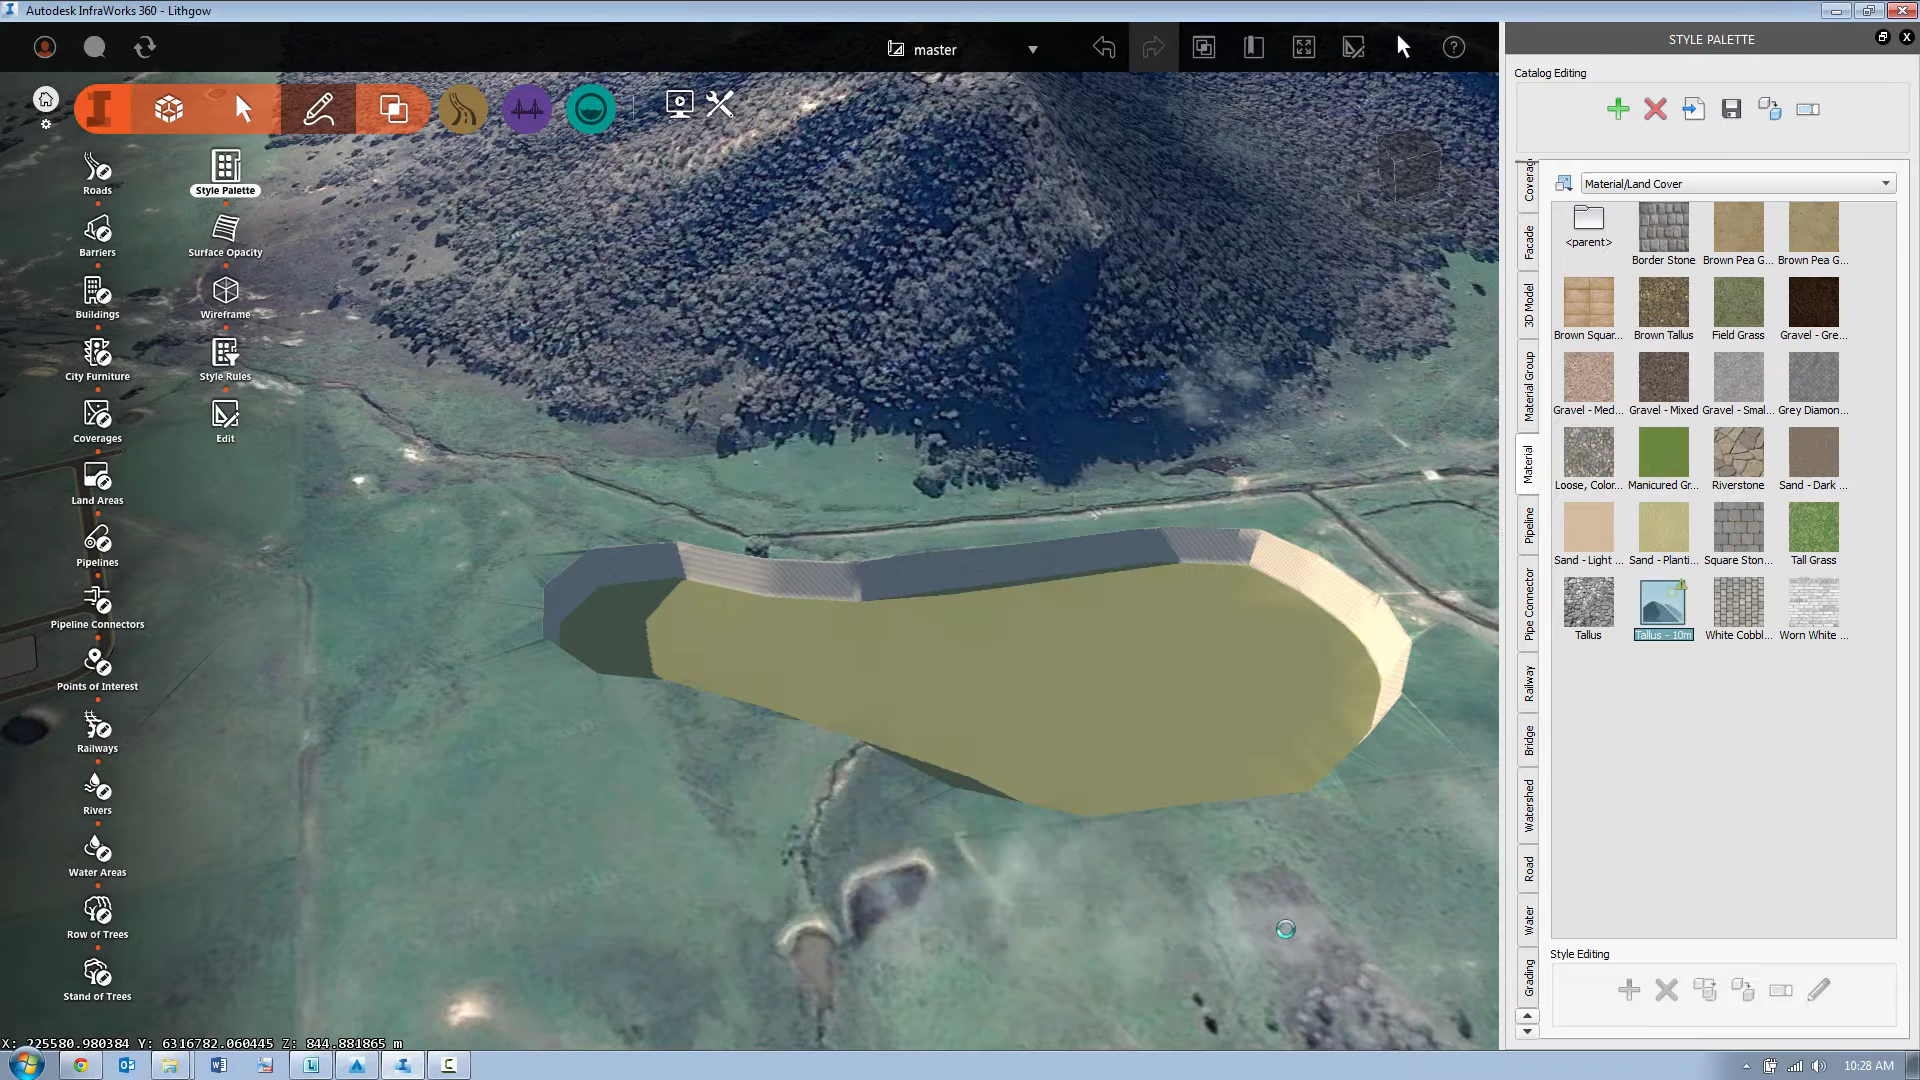 Autodesk InfraWorks 360 - Lithgow
master
STYLE PALETTE
Catalog Editing
Material/Land Cover
Roads
Barriers
Buildings
City Furniture
Coverages
Land Areas
Pipelines
Pipeline Connectors
Points of Interest
Railways
Rivers
Water Areas
Row of Trees
Stand of Trees
Style Palette
Surface Opacity
Wireframe
Style Rules
Edit
Coverag
Facade
3D Model
Material Group
Material
Pipeline
Pipe Connector
Railway
Bridge
Watershed
Road
Water
Grading
<parent>
Border Stone
Brown Pea G...
Brown Pea G...
Brown Squar...
Brown Tallus
Field Grass
Gravel - Gre...
Gravel - Med...
Gravel - Mixed
Gravel - Smal...
Grey Diamon...
Loose, Color...
Manicured Gr...
Riverstone
Sand - Dark ...
Sand - Light ...
Sand - Planti...
Square Ston...
Tall Grass
Tallus
Tallus - 10m
White Cobbl...
Worn White ...
Style Editing
X: 225580.980384 Y: 6316782.060445 Z: 844.881865 m
10:28 AM